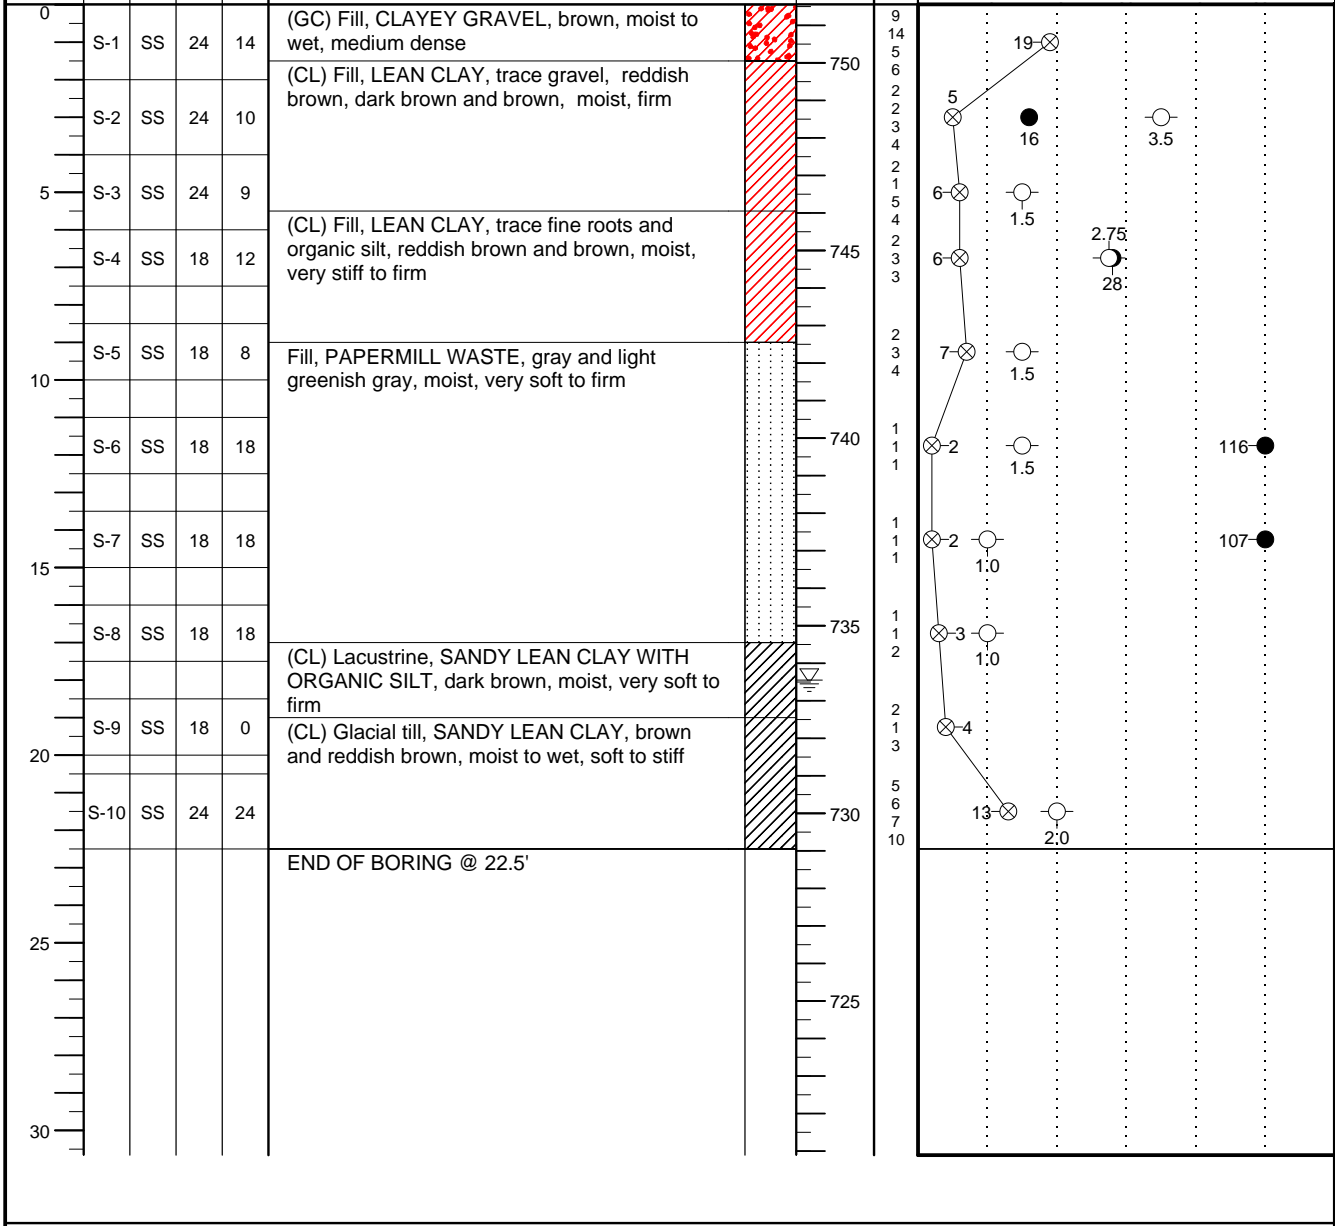 0
S-1 SS 24 14
(GC) Fill, CLAYEY GRAVEL, brown, moist to
wet, medium dense
9
14
5
6
19
750
(CL) Fill, LEAN CLAY, trace gravel, reddish
brown, dark brown and brown, moist, firm
S-2 SS 24 10
2
2
3
4
5
16
3.5
5
S-3 SS 24 9
2
1
5
4
6
1.5
(CL) Fill, LEAN CLAY, trace fine roots and
organic silt, reddish brown and brown, moist,
very stiff to firm
S-4 SS 18 12
745
2
3
3
6
2.75
28
S-5 SS 18 8
Fill, PAPERMILL WASTE, gray and light
greenish gray, moist, very soft to firm
2
3
4
7
1.5
10
S-6 SS 18 18
740
1
1
1
2
1.5
116
S-7 SS 18 18
1
1
1
2
1.0
107
15
S-8 SS 18 18
735
1
1
2
3
1.0
(CL) Lacustrine, SANDY LEAN CLAY WITH
ORGANIC SILT, dark brown, moist, very soft to
firm
S-9 SS 18 0
(CL) Glacial till, SANDY LEAN CLAY, brown
and reddish brown, moist to wet, soft to stiff
2
1
3
4
20
S-10 SS 24 24
730
5
6
7
10
13
2.0
END OF BORING @ 22.5'
25
725
30